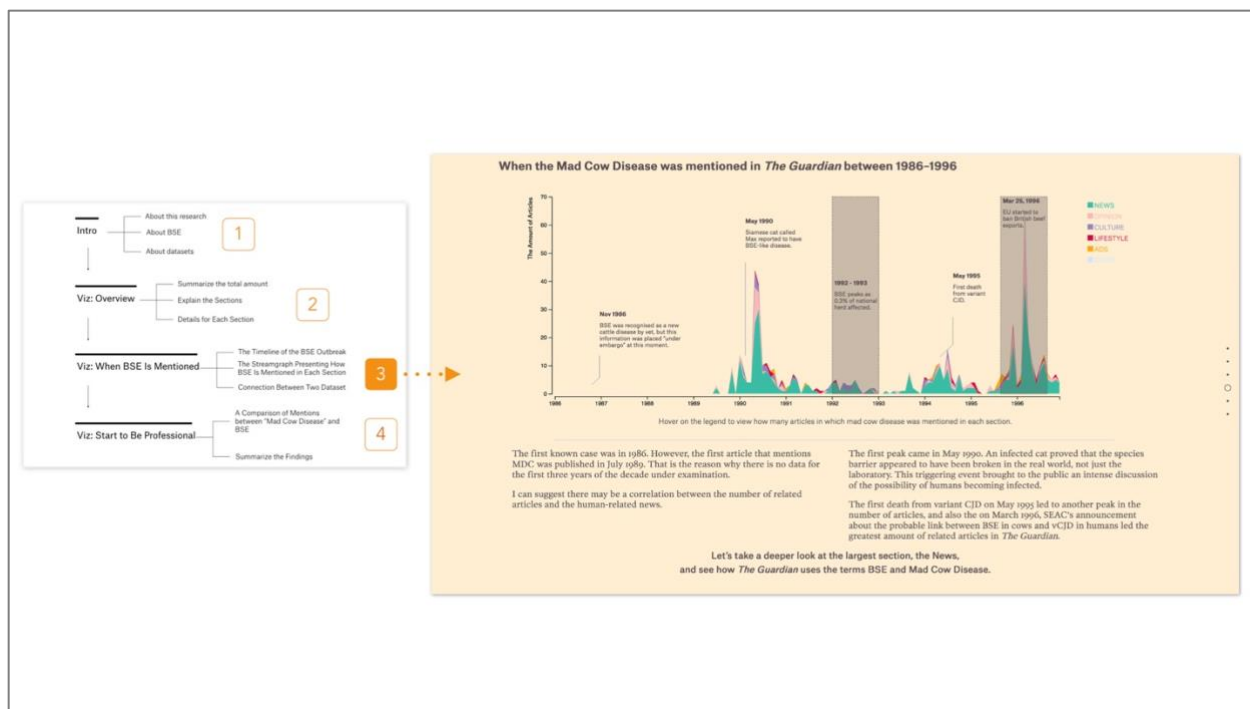 Intro
About this research
About BSE
About datasets
1
Viz: Overview
Summarize the total amount
Explain the Sections
Details for Each Section
2
Viz: When BSE Is Mentioned
The Timeline of the BSE Outbreak
The Streamgraph Presenting How
BSE Is Mentioned in Each Section
Connection Between Two Dataset
3
Viz: Start to Be Professional
A Comparison of Mentions
between "Mad Cow Disease" and
BSE
Summarize the Findings
4
When the Mad Cow Disease was mentioned in The Guardian between 1986–1996
The Amount of Articles
70
60
50
40
30
20
10
0
1986
1987
1988
1989
1990
1991
1992
1993
1994
1995
1996
Nov 1986
BSE was recognised as a new
cattle disease by vet, but this
information was placed "under
embargo" at this moment.
May 1990
Siamese cat called
Max reported to have
BSE-like disease.
1992 - 1993
BSE peaks as
0.3% of national
herd affected.
May 1995
First death
from variant
CJD.
EU started to
ban British beef
exports.
NEWS
OPINION
CULTURE
LIFESTYLE
ADS
Hover on the legend to view how many articles in which mad cow disease was mentioned in each section.
The first known case was in 1986. However, the first article that mentions
MDC was published in July 1989. That is the reason why there is no data for
the first three years of the decade under examination.
I can suggest there may be a correlation between the number of related
articles and the human-related news.
The first peak came in May 1990. An infected cat proved that the species
barrier appeared to have been broken in the real world, not just the
laboratory. This triggering event brought to the public an intense discussion
of the possibility of humans becoming infected.
The first death from variant CJD on May 1995 led to another peak in the
number of articles, and also the on March 1996, SEAC's announcement
about the probable link between BSE in cows and vCJD in humans led the
greatest amount of related articles in The Guardian.
Let's take a deeper look at the largest section, the News,
and see how The Guardian uses the terms BSE and Mad Cow Disease.